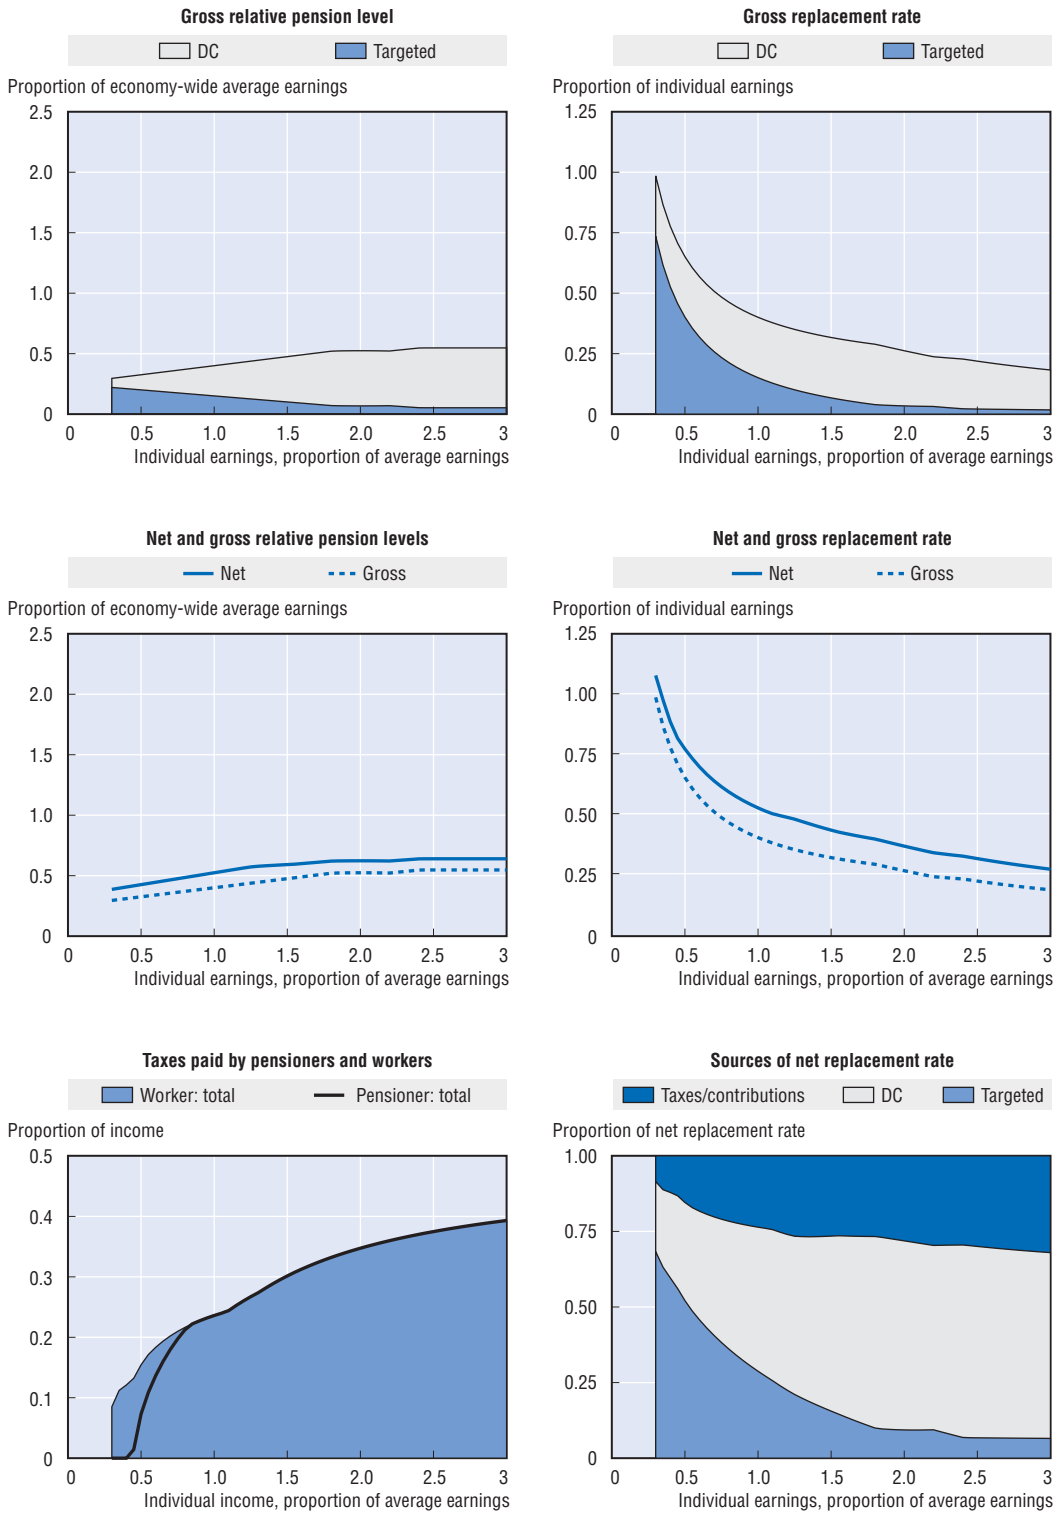 Gross relative pension level
DC Targeted
Proportion of economy-wide average earnings
2.5
2.0
1.5
1.0
0.5
0
0 0.5 1.0 1.5 2.0 2.5 3
Individual earnings, proportion of average earnings
Gross replacement rate
DC Targeted
Proportion of individual earnings
1.25
1.00
0.75
0.50
0.25
0
0 0.5 1.0 1.5 2.0 2.5 3
Individual earnings, proportion of average earnings
Net and gross relative pension levels
Net Gross
Proportion of economy-wide average earnings
2.5
2.0
1.5
1.0
0.5
0
0 0.5 1.0 1.5 2.0 2.5 3
Individual earnings, proportion of average earnings
Net and gross replacement rate
Net Gross
Proportion of individual earnings
1.25
1.00
0.75
0.50
0.25
0
0 0.5 1.0 1.5 2.0 2.5 3
Individual earnings, proportion of average earnings
Taxes paid by pensioners and workers
Worker: total Pensioner: total
Proportion of income
0.5
0.4
0.3
0.2
0.1
0
0 0.5 1.0 1.5 2.0 2.5 3
Individual income, proportion of average earnings
Sources of net replacement rate
Taxes/contributions DC Targeted
Proportion of net replacement rate
1.00
0.75
0.50
0.25
0
0 0.5 1.0 1.5 2.0 2.5 3
Individual earnings, proportion of average earnings